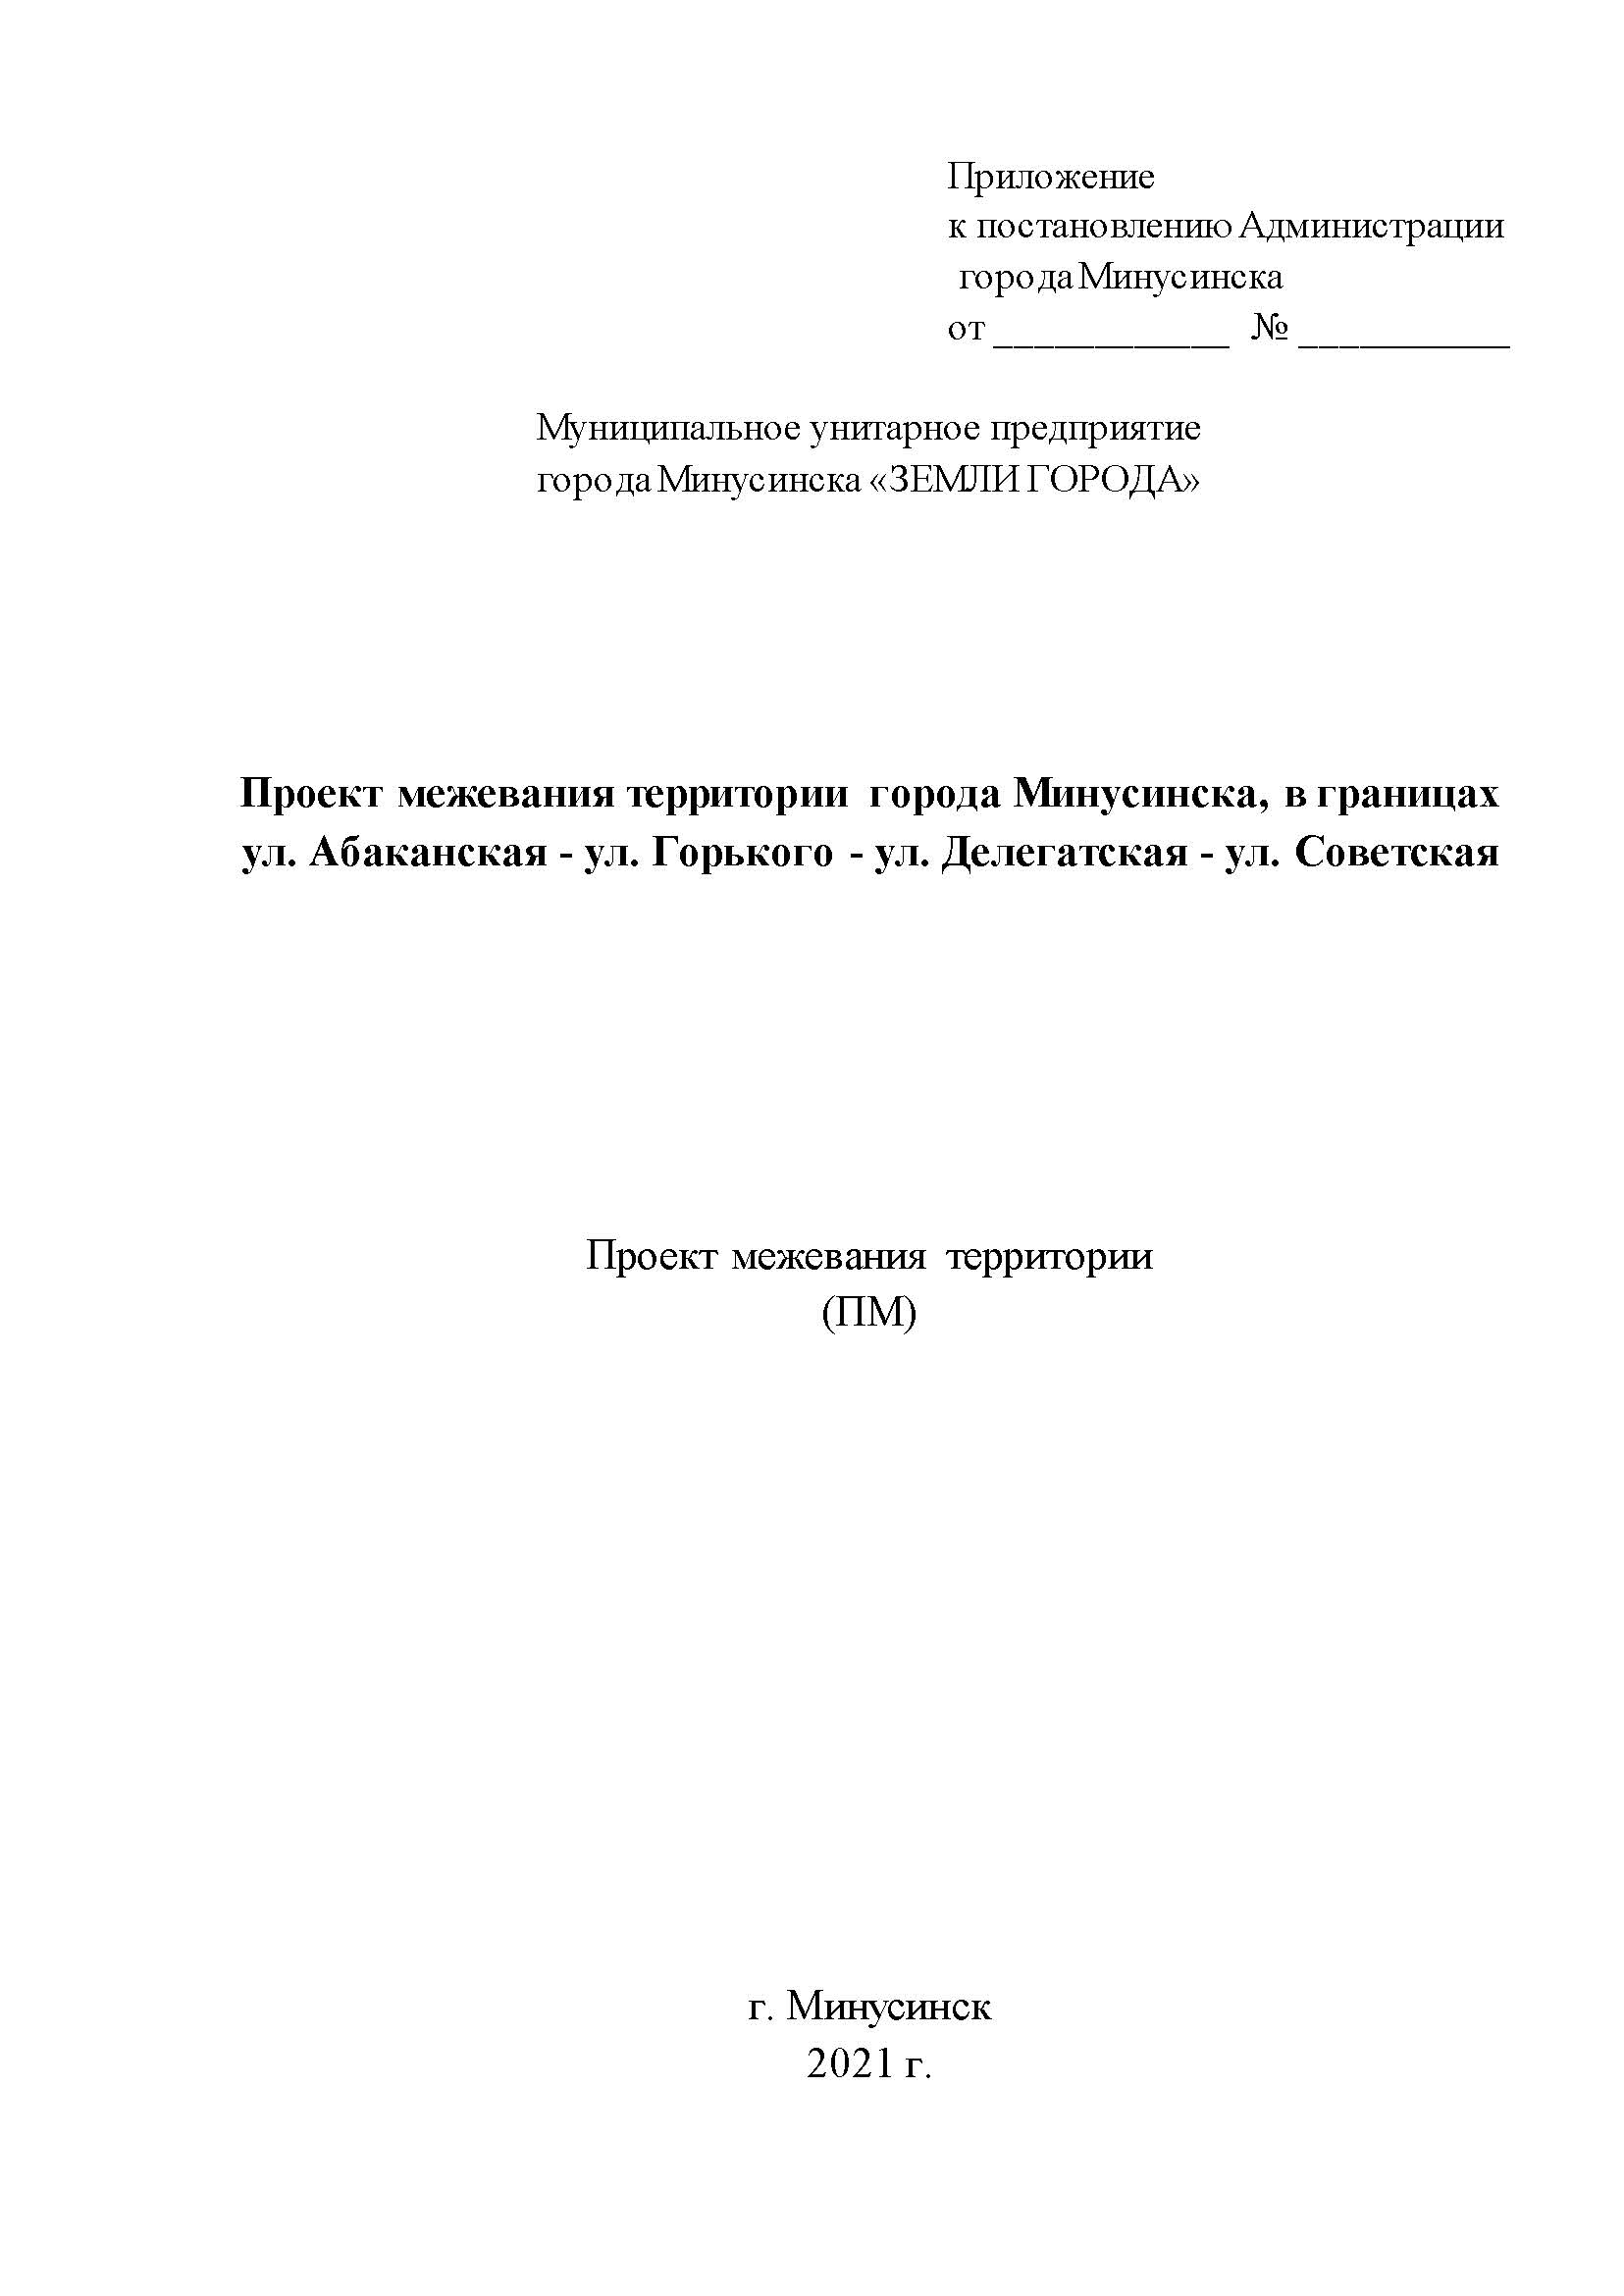 Приложение
к постановлению Администрации
города Минусинска
от ____________ № ___________
Муниципальное унитарное предприятие
города Минусинска «ЗЕМЛИ ГОРОДА»
Проект межевания территории города Минусинска, в границах
ул. Абаканская - ул. Горького - ул. Делегатская - ул. Советская
Проект межевания территории
(ПМ)
г. Минусинск
2021 г.